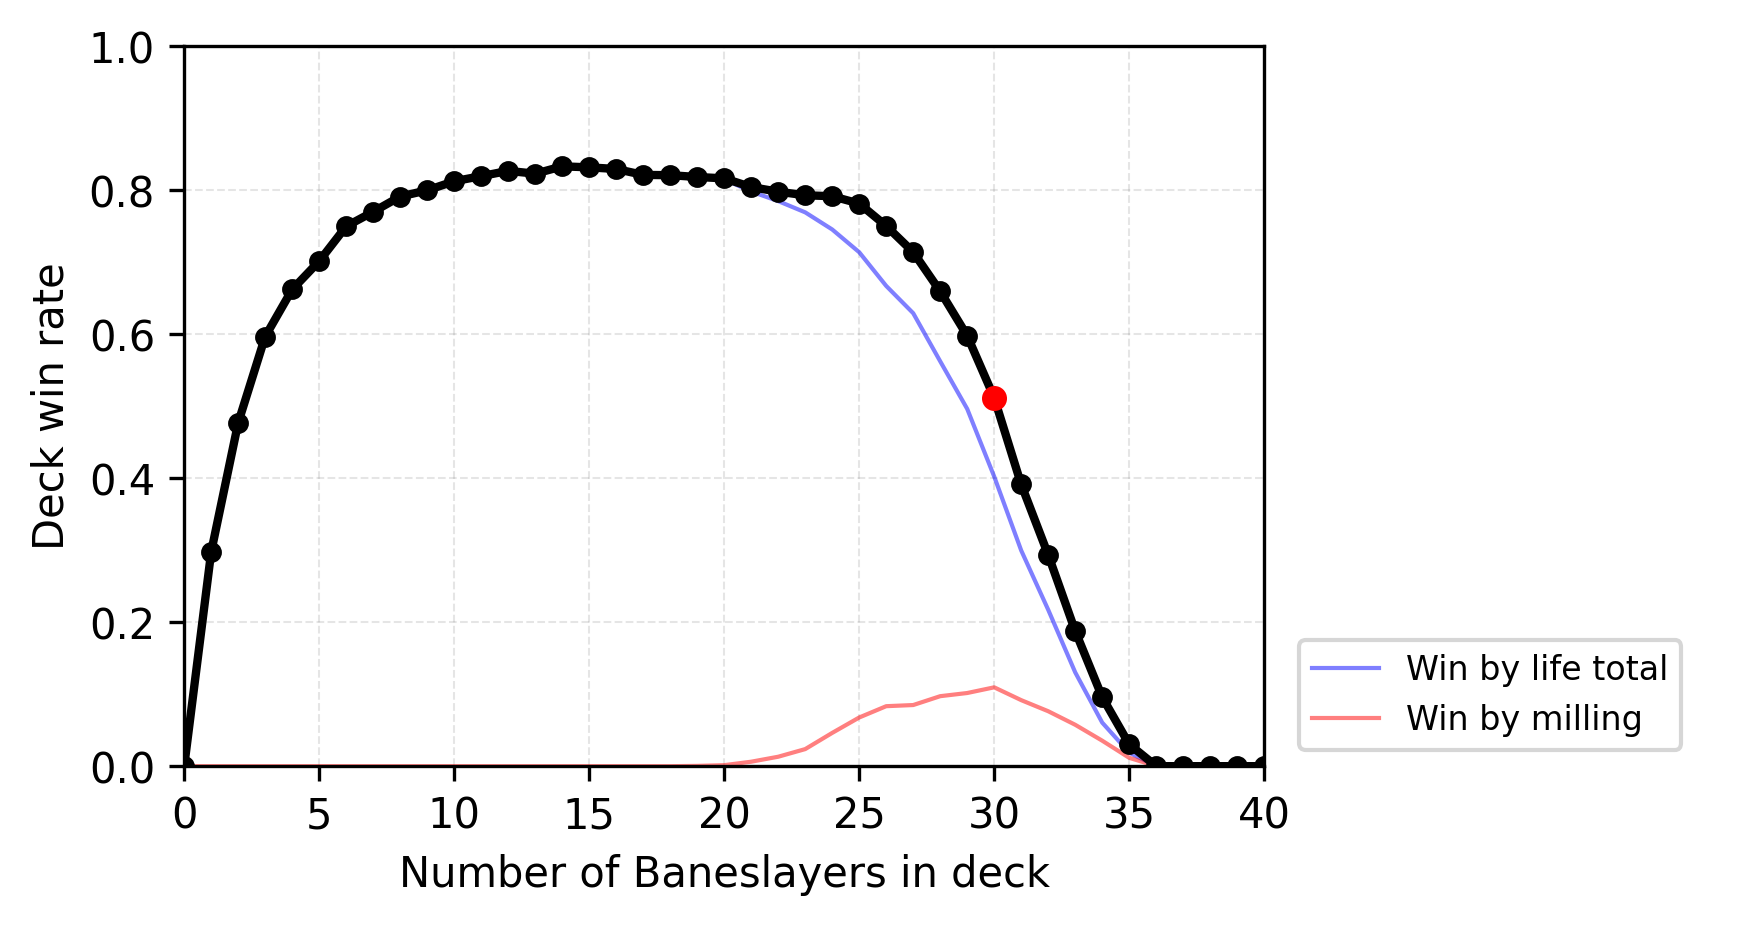 1.0
0.8
0.6
0.4
0.2
0.0
0 5 10 15 20 25 30 35 40
Deck win rate
Number of Baneslayers in deck
Win by life total
Win by milling